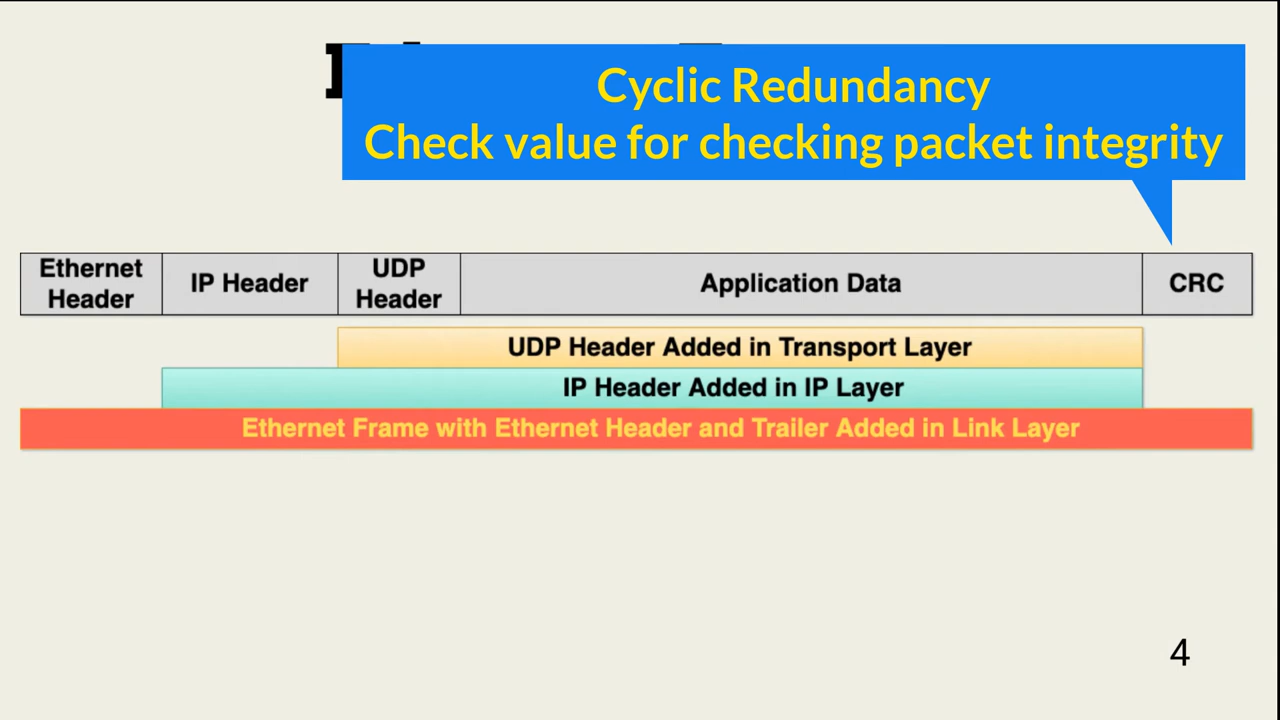 Cyclic Redundancy
Check value for checking packet integrity
Ethernet
Header
IP Header
UDP
Header
Application Data
CRC
UDP Header Added in Transport Layer
IP Header Added in IP Layer
Ethernet Frame with Ethernet Header and Trailer Added in Link Layer
4